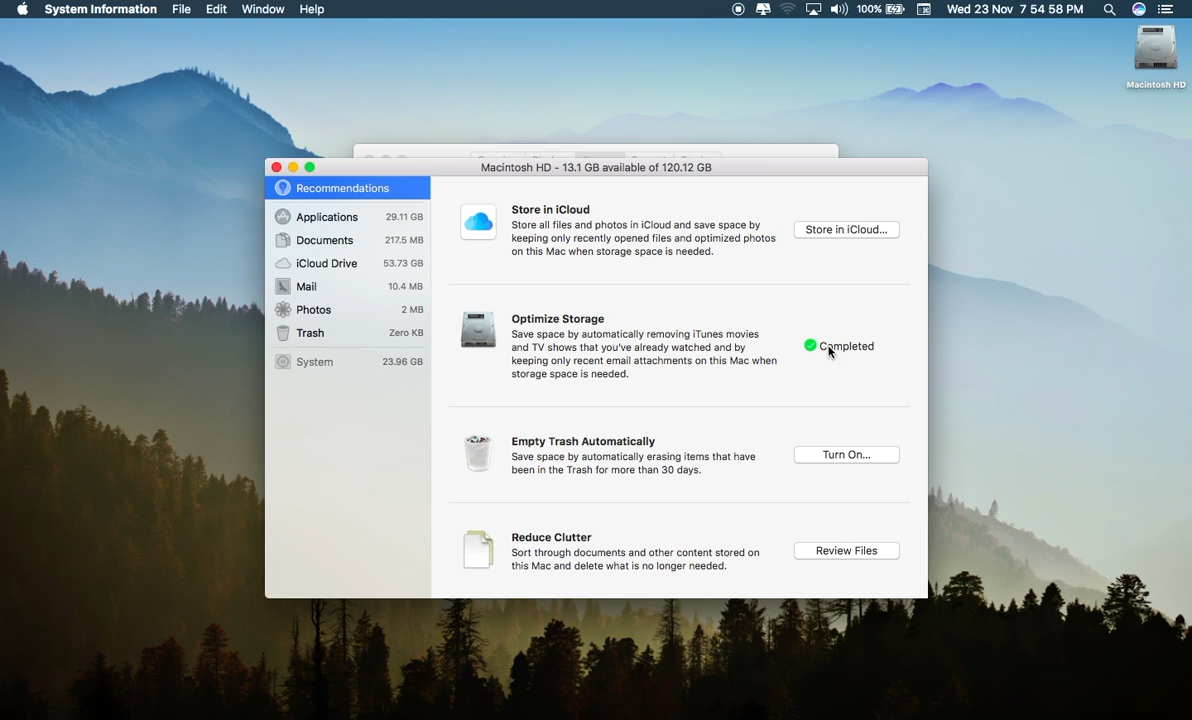 System Information File Edit Window Help 100% Wed 23 Nov 7 54 58 PM
Macintosh HD
Macintosh HD - 13.1 GB available of 120.12 GB
Recommendations
Applications 29.11 GB
Documents 217.5 MB
iCloud Drive 53.73 GB
Mail 10.4 MB
Photos 2 MB
Trash Zero KB
System 23.96 GB
Store in iCloud
Store all files and photos in iCloud and save space by
keeping only recently opened files and optimized photos
on this Mac when storage space is needed.
Store in iCloud...
Optimize Storage
Save space by automatically removing iTunes movies
and TV shows that you've already watched and by
keeping only recent email attachments on this Mac when
storage space is needed.
Completed
Empty Trash Automatically
Save space by automatically erasing items that have
been in the Trash for more than 30 days.
Turn On...
Reduce Clutter
Sort through documents and other content stored on
this Mac and delete what is no longer needed.
Review Files